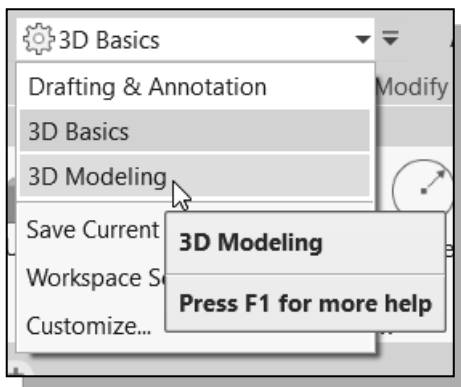 3D Basics
Drafting & Annotation
Modify
3D Basics
3D Modeling
Save Current
3D Modeling
Workspace
Press F1 for more help
Customize...